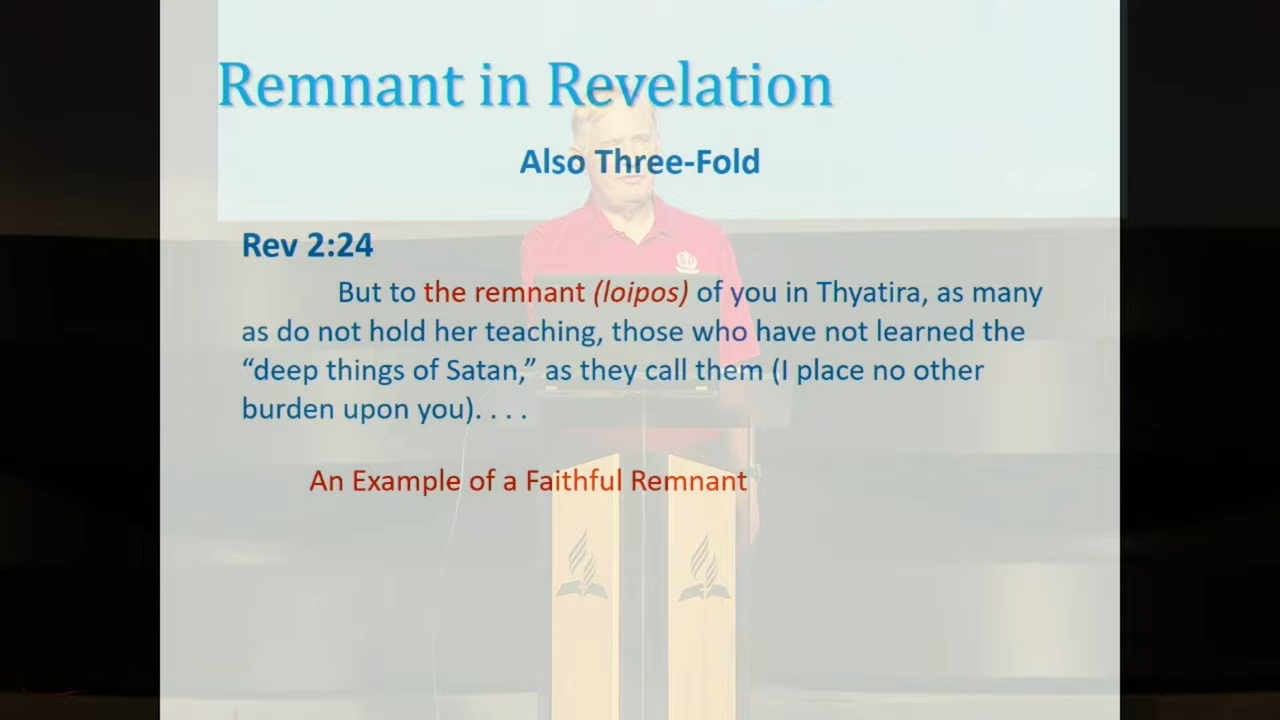 Remnant in Revelation
Also Three-Fold
Rev 2:24
But to the remnant (loipos) of you in Thyatira, as many
as do not hold her teaching, those who have not learned the
“deep things of Satan,” as they call them (I place no other
burden upon you). . . .
An Example of a Faithful Remnant